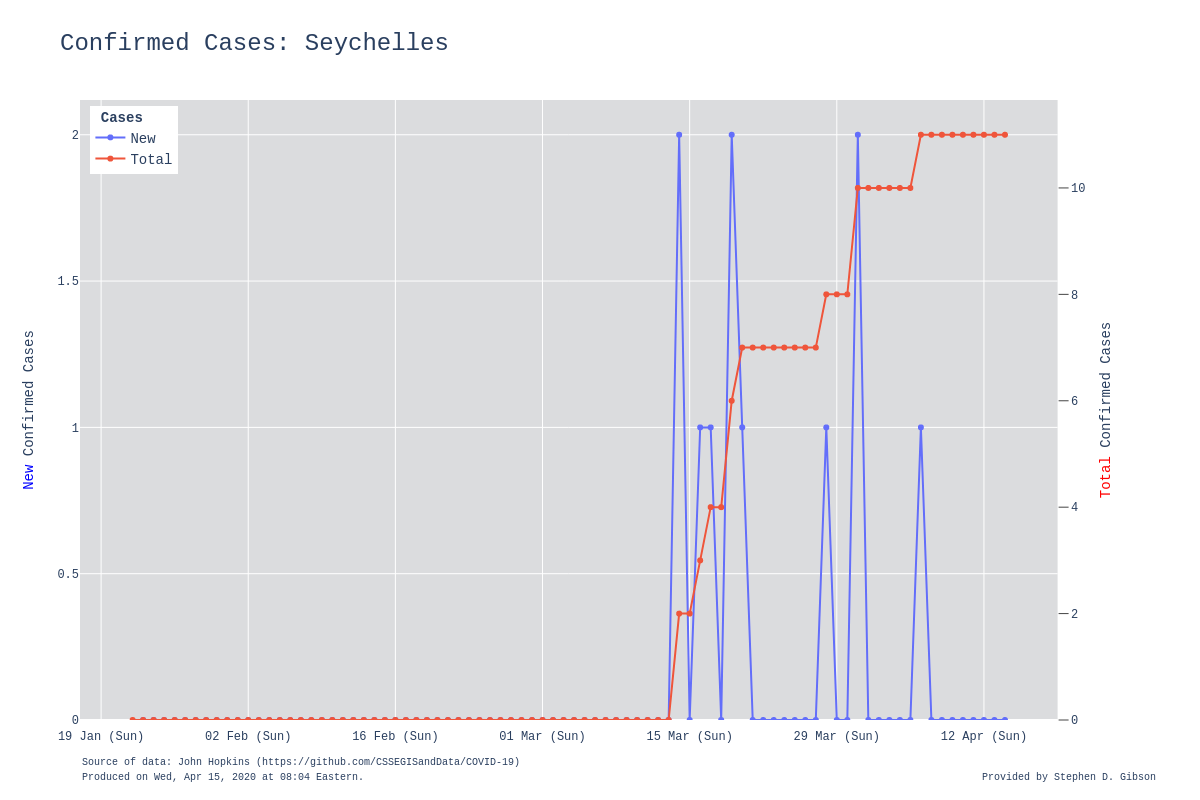 Confirmed Cases: Seychelles
Cases
New
Total
2
1.5
1
0.5
0
10
8
6
4
2
0
New Confirmed Cases
Total Confirmed Cases
19 Jan (Sun) 02 Feb (Sun) 16 Feb (Sun) 01 Mar (Sun) 15 Mar (Sun) 29 Mar (Sun) 12 Apr (Sun)
Source of data: John Hopkins (https://github.com/CSSEGISandData/COVID-19)
Produced on Wed, Apr 15, 2020 at 08:04 Eastern.
Provided by Stephen D. Gibson